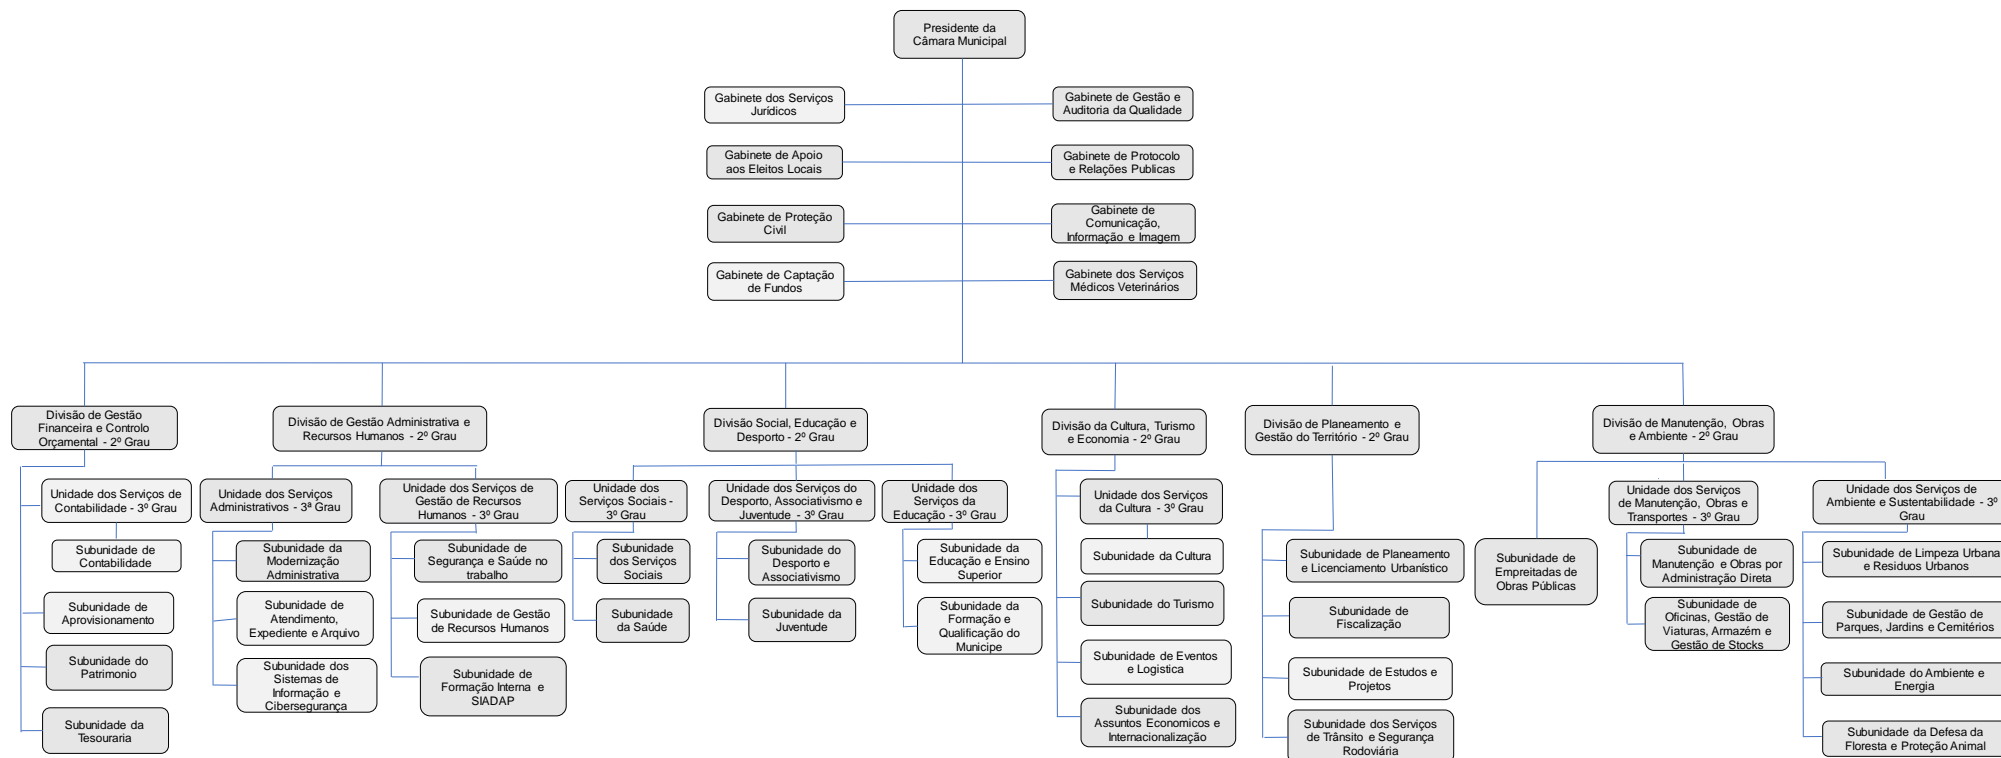 Presidente da
Câmara Municipal
Gabinete dos Serviços
Jurídicos
Gabinete de Gestão e
Auditoria da Qualidade
Gabinete de Apoio
aos Eleitos Locais
Gabinete de Protocolo
e Relações Publicas
Gabinete de Proteção
Civil
Gabinete de
Comunicação,
Informação e Imagem
Gabinete de Captação
de Fundos
Gabinete dos Serviços
Médicos Veterinários
Divisão de Gestão
Financeira e Controlo
Orçamental - 2º Grau
Divisão de Gestão Administrativa e
Recursos Humanos - 2º Grau
Divisão Social, Educação e
Desporto - 2º Grau
Divisão da Cultura, Turismo
e Economia - 2º Grau
Divisão de Planeamento e
Gestão do Território - 2º Grau
Divisão de Manutenção, Obras
e Ambiente - 2º Grau
Unidade dos Serviços de
Contabilidade - 3º Grau
Subunidade de
Contabilidade
Subunidade de
Aprovisionamento
Subunidade do
Patrimonio
Subunidade da
Tesouraria
Unidade dos Serviços
Administrativos - 3ª Grau
Subunidade da
Modernização
Administrativa
Subunidade de
Atendimento,
Expediente e Arquivo
Subunidade dos
Sistemas de
Informação e
Cibersegurança
Unidade dos Serviços de
Gestão de Recursos
Humanos - 3º Grau
Subunidade de
Segurança e Saúde no
trabalho
Subunidade de Gestão
de Recursos Humanos
Subunidade de
Formação Interna e
SIADAP
Unidade dos
Serviços Sociais -
3º Grau
Subunidade
dos Serviços
Sociais
Subunidade
da Saúde
Unidade dos Serviços do
Desporto, Associativismo e
Juventude - 3º Grau
Subunidade do
Desporto e
Associativismo
Subunidade da
Juventude
Unidade dos
Serviços da
Educação - 3º Grau
Subunidade da
Educação e Ensino
Superior
Subunidade da
Formação e
Qualificação do
Municipe
Unidade dos Serviços
da Cultura - 3º Grau
Subunidade da Cultura
Subunidade do Turismo
Subunidade de Eventos
e Logistica
Subunidade dos
Assuntos Economicos e
Internacionalização
Subunidade de Planeamento
e Licenciamento Urbanístico
Subunidade de
Fiscalização
Subunidade de Estudos e
Projetos
Subunidade dos Serviços
de Trânsito e Segurança
Rodoviária
Subunidade de
Empreitadas de
Obras Públicas
Unidade dos Serviços
de Manutenção, Obras e
Transportes - 3º Grau
Subunidade de
Manutenção e Obras por
Administração Direta
Subunidade de
Oficinas, Gestão de
Viaturas, Armazém e
Gestão de Stocks
Unidade dos Serviços de
Ambiente e Sustentabilidade - 3º
Grau
Subunidade de Limpeza Urbana
e Residuos Urbanos
Subunidade de Gestão de
Parques, Jardins e Cemitérios
Subunidade do Ambiente e
Energia
Subunidade da Defesa da
Floresta e Proteção Animal